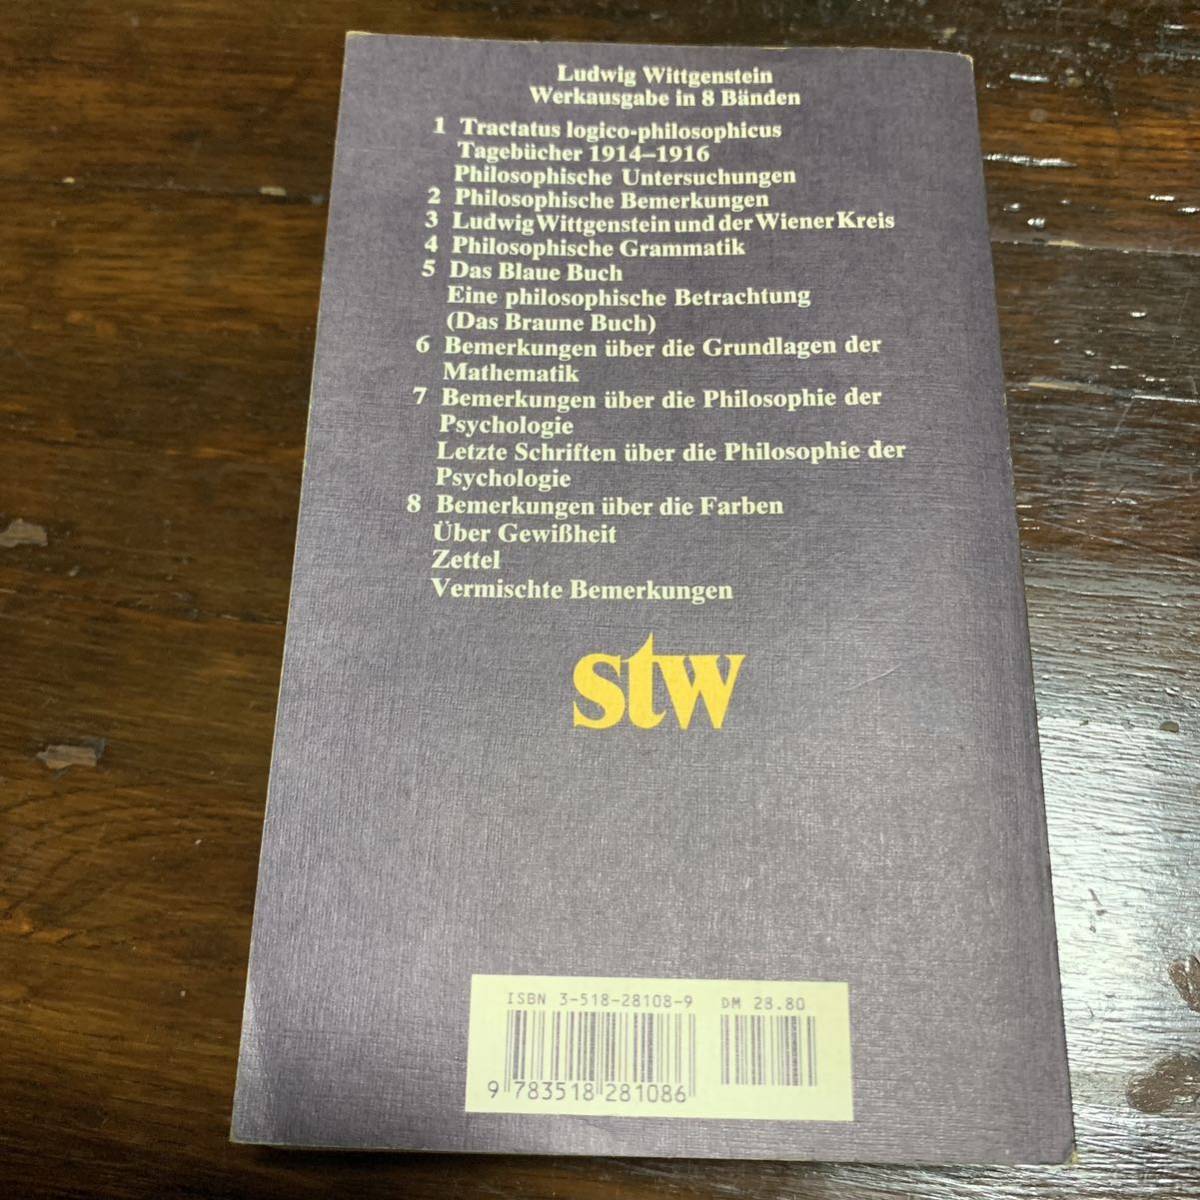 Ludwig Wittgenstein
Werkausgabe in 8 Bänden
1 Tractatus logico-philosophicus
Tagebücher 1914–1916
Philosophische Untersuchungen
2 Philosophische Bemerkungen
3 Ludwig Wittgenstein und der Wiener Kreis
4 Philosophische Grammatik
5 Das Blaue Buch
Eine philosophische Betrachtung
(Das Braune Buch)
6 Bemerkungen über die Grundlagen der
Mathematik
7 Bemerkungen über die Philosophie der
Psychologie
Letzte Schriften über die Philosophie der
Psychologie
8 Bemerkungen über die Farben
Über Gewißheit
Zettel
Vermischte Bemerkungen
stw
ISBN 3-518-28108-9 DM 28.80
9 783518 281086